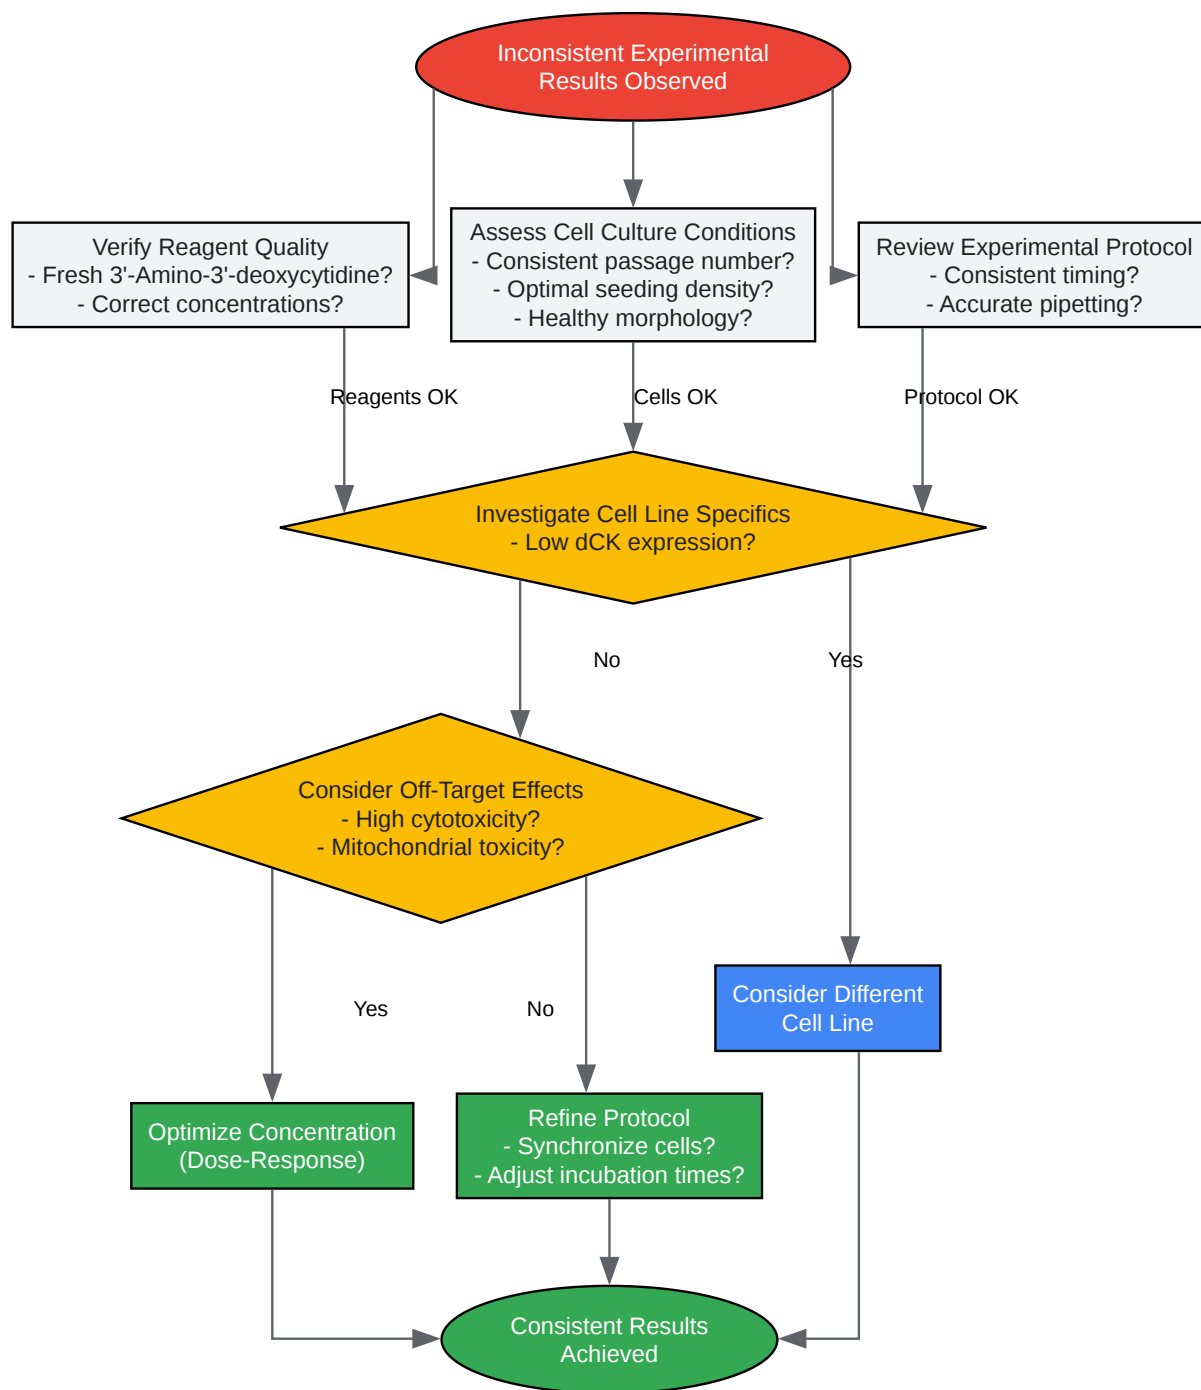 Inconsistent Experimental
Results Observed
Verify Reagent Quality
- Fresh 3'-Amino-3'-deoxycytidine?
- Correct concentrations?
Assess Cell Culture Conditions
- Consistent passage number?
- Optimal seeding density?
- Healthy morphology?
Review Experimental Protocol
- Consistent timing?
- Accurate pipetting?
Reagents OK
Cells OK
Protocol OK
Investigate Cell Line Specifics
- Low dCK expression?
No
Yes
Consider Off-Target Effects
- High cytotoxicity?
- Mitochondrial toxicity?
Yes
No
Consider Different
Cell Line
Optimize Concentration
(Dose-Response)
Refine Protocol
- Synchronize cells?
- Adjust incubation times?
Consistent Results
Achieved